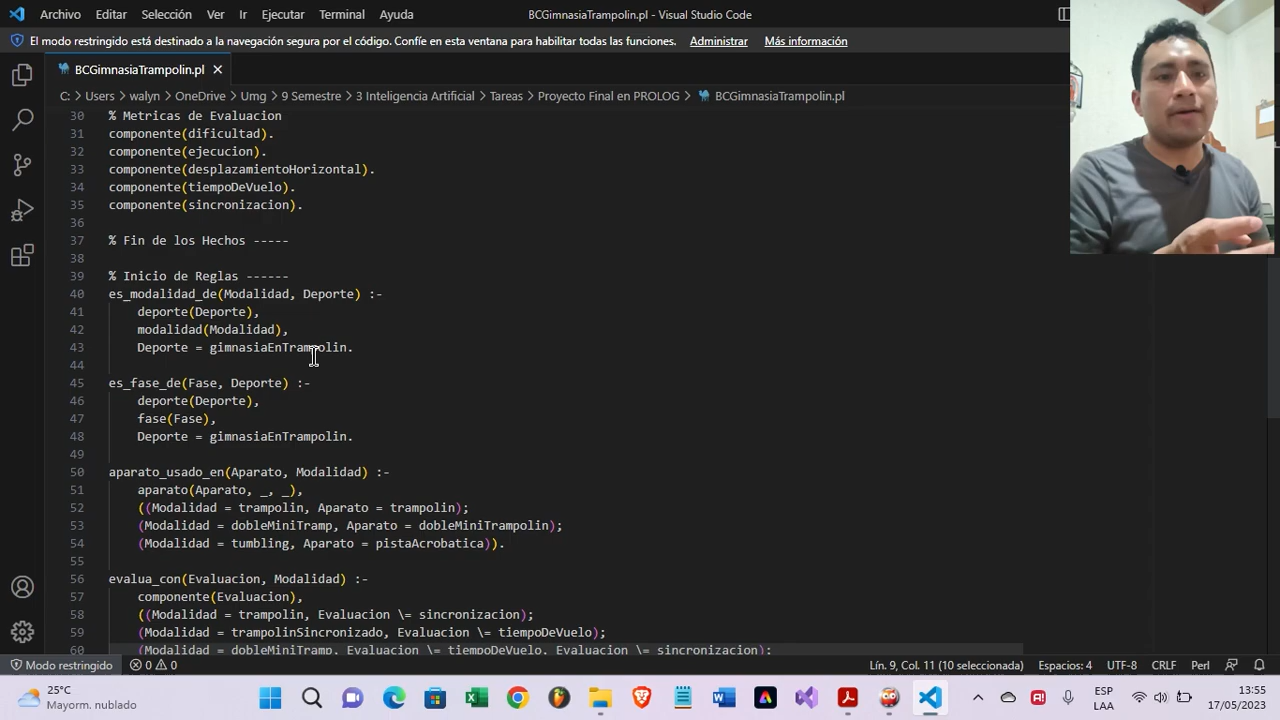 Archivo Editar Selección Ver Ir Ejecutar Terminal Ayuda BCGimnasiaTrampolin.pl - Visual Studio Code
El modo restringido está destinado a la navegación segura por el código. Confíe en esta ventana para habilitar todas las funciones. Administrar Más información
BCGimnasiaTrampolin.pl
C: > Users > walyn > OneDrive > Umg > 9 Semestre > 3 Inteligencia Artificial > Tareas > Proyecto Final en PROLOG > BCGimnasiaTrampolin.pl
30 % Metricas de Evaluacion
31 componente(dificultad).
32 componente(ejecucion).
33 componente(desplazamientoHorizontal).
34 componente(tiempoDeVuelo).
35 componente(sincronizacion).
36
37 % Fin de los Hechos -----
38
39 % Inicio de Reglas ------
40 es_modalidad_de(Modalidad, Deporte) :-
41 deporte(Deporte),
42 modalidad(Modalidad),
43 Deporte = gimnasiaEnTrampolin.
44
45 es_fase_de(Fase, Deporte) :-
46 deporte(Deporte),
47 fase(Fase),
48 Deporte = gimnasiaEnTrampolin.
49
50 aparato_usado_en(Aparato, Modalidad) :-
51 aparato(Aparato, _, _),
52 ((Modalidad = trampolin, Aparato = trampolin);
53 (Modalidad = dobleMiniTramp, Aparato = dobleMiniTrampolin);
54 (Modalidad = tumbling, Aparato = pistaAcrobatica)).
55
56 evalua_con(Evaluacion, Modalidad) :-
57 componente(Evaluacion),
58 ((Modalidad = trampolin, Evaluacion \= sincronizacion);
59 (Modalidad = trampolinSincronizado, Evaluacion \= tiempoDeVuelo);
60 (Modalidad = dobleMiniTramp, Evaluacion \= tiempoDeVuelo, Evaluacion \= sincronizacion);
Modo restringido 0 0 Lín. 9, Col. 11 (10 seleccionada) Espacios: 4 UTF-8 CRLF Perl
25°C
Mayorm. nublado
ESP
LAA
13:55
17/05/2023